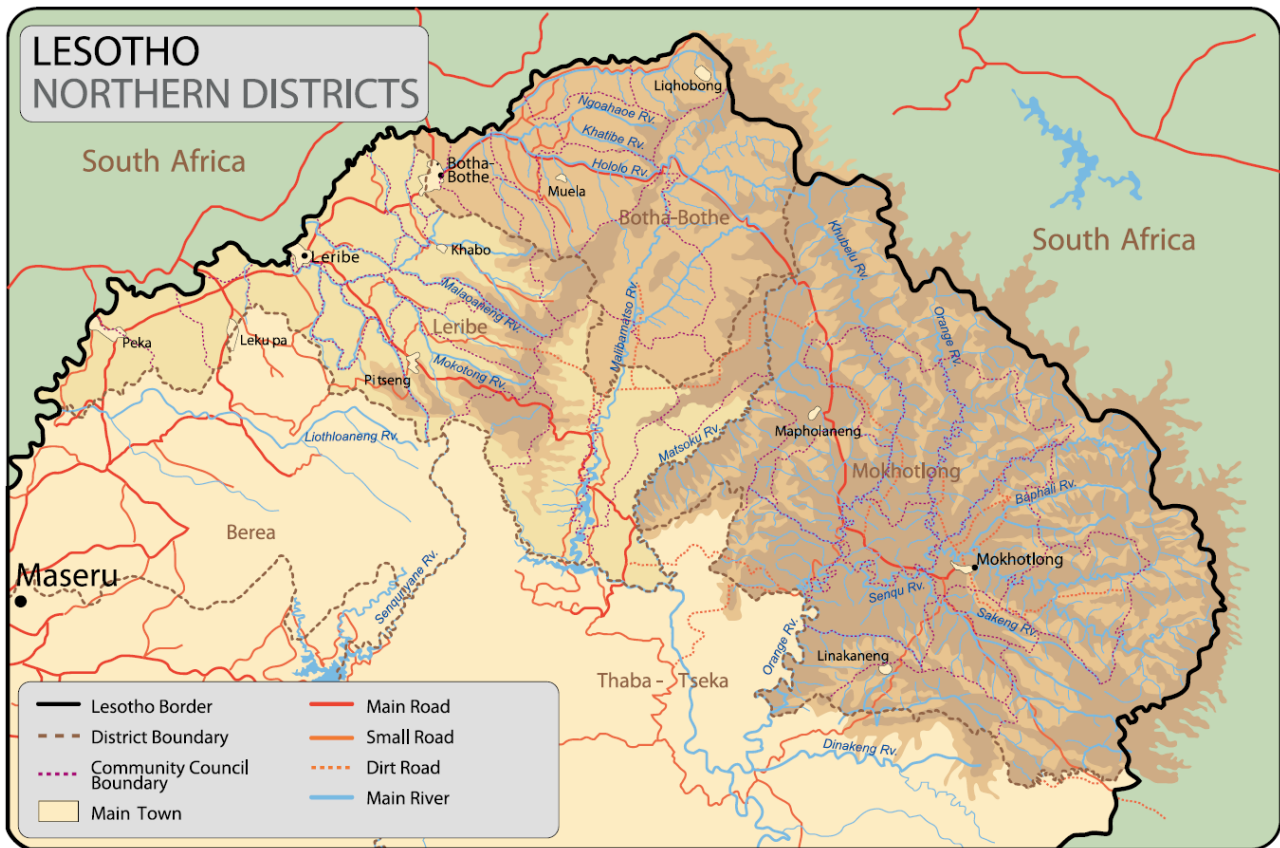 LESOTHO
NORTHERN DISTRICTS
South Africa
Liqhobong
Ngoahaoe Rv.
Khatibe Rv.
Hololo Rv.
Botha-
Bothe
Muela
Botha-Bothe
South Africa
Khubelu Rv.
Leribe
Khabo
Malaoaneng Rv.
Leribe
Malibamatso Rv.
Orange Rv.
Peka
Leku pa
Pitseng
Mokotong Rv.
Liothloaneng Rv.
Matsoku Rv.
Mapholaneng
Mokhotlong
Baphali Rv.
Berea
Maseru
Senqunyane Rv.
Mokhotlong
Senqu Rv.
Sakeng Rv.
Orange Rv.
Linakaneng
Thaba - Tseka
Dinakeng Rv.
Lesotho Border
District Boundary
Community Council
Boundary
Main Town
Main Road
Small Road
Dirt Road
Main River